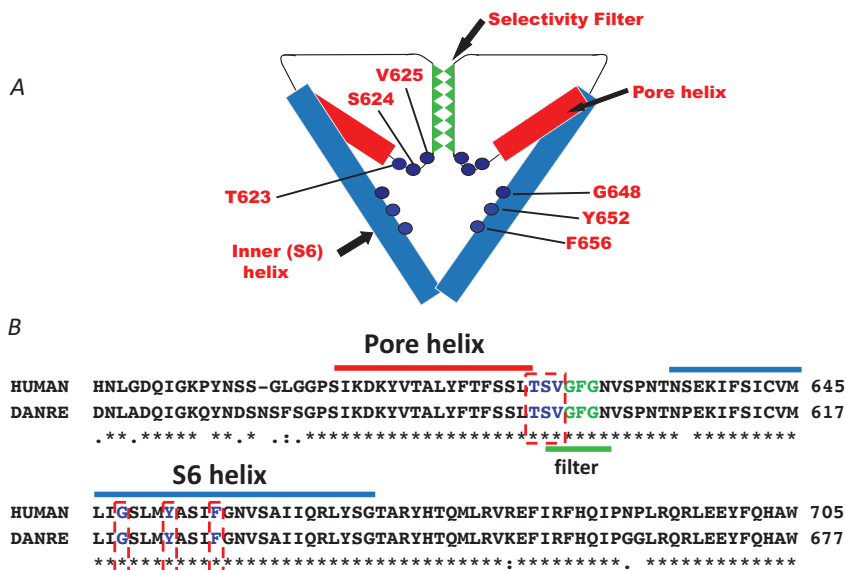 A
Selectivity Filter
V625
S624
Pore helix
T623
G648
Y652
F656
Inner (S6)
helix
B
Pore helix
HUMAN HNLGDQIGKPYNSS-GLGGPSIKDKYVTALYFTFSSLTSVGFGNVSPNTNSEKIFSICVM 645
DANRE DNLADQIGKQYNDSNSFSGPSIKDKYVTALYFTFSSLTSVGFGNVSPNTNPEKIFSICVM 617
.**.***** **.* .:.****************************** **********
filter
S6 helix
HUMAN LIGSLMYASIFGNVSAIIQRLYSGTARYHTQMLRVREFIRFHQIPNPLRQRLEEYFQHAW 705
DANRE LIGSLMYASIFGNVSAIIQRLYSGTARYHTQMLRVKEFIRFHQIPGGLRQRLEEYFQHAW 677
***********************************:*********. *************